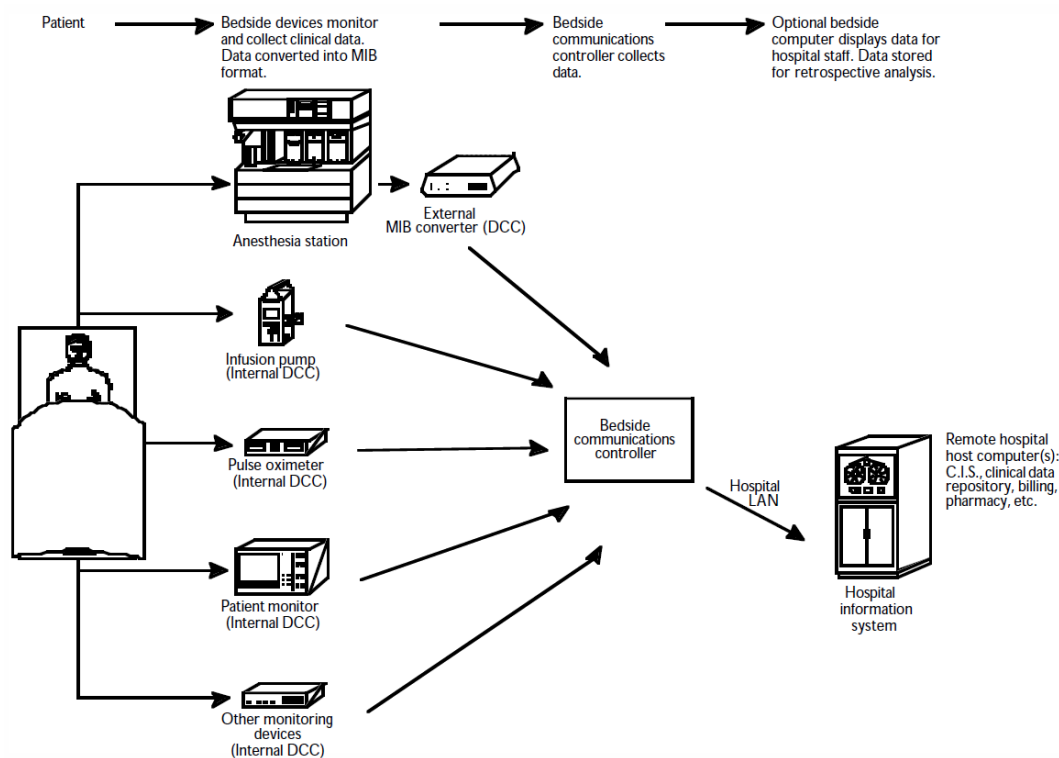 Patient
Bedside devices monitor
and collect clinical data.
Data converted into MIB
format.
Bedside
communications
controller collects
data.
Optional bedside
computer displays data for
hospital staff. Data stored
for retrospective analysis.
Anesthesia station
External
MIB converter (DCC)
Infusion pump
(Internal DCC)
Pulse oximeter
(Internal DCC)
Patient monitor
(Internal DCC)
Other monitoring
devices
(Internal DCC)
Bedside
communications
controller
Hospital
LAN
Remote hospital
host computer(s):
C.I.S., clinical data
repository, billing,
pharmacy, etc.
Hospital
information
system